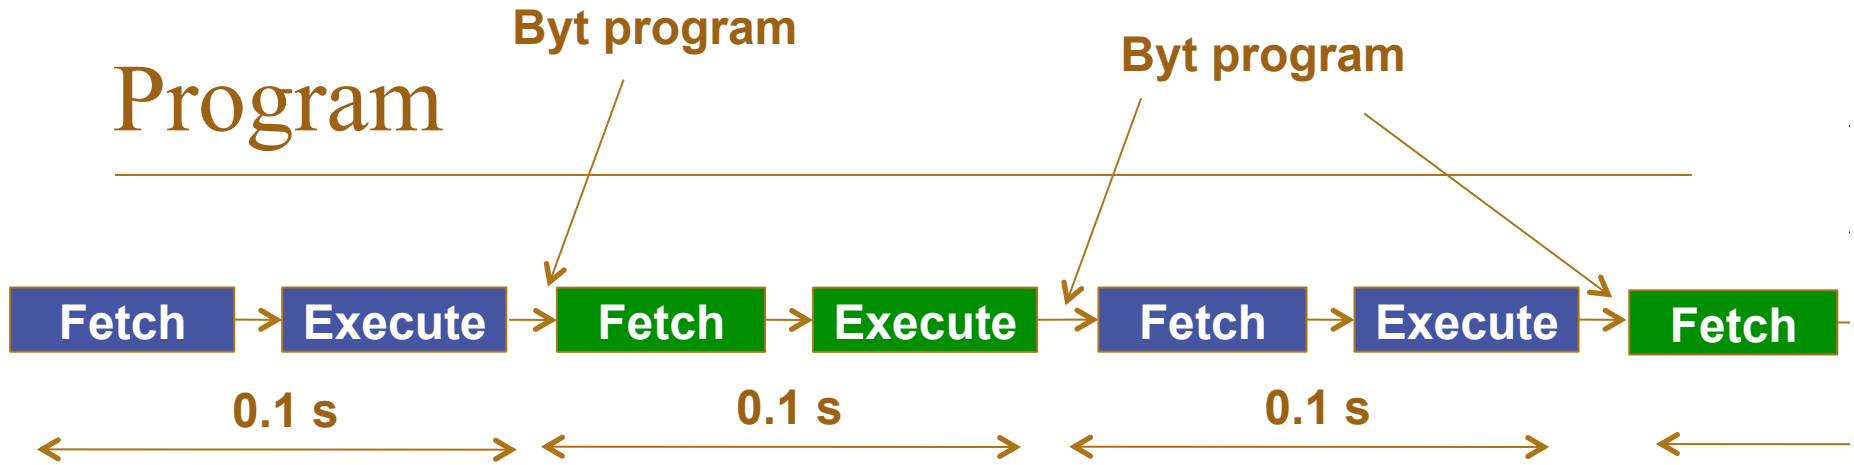 Byt program
Byt program
Program
Fetch
Execute
Fetch
Execute
Fetch
Execute
Fetch
0.1 s
0.1 s
0.1 s